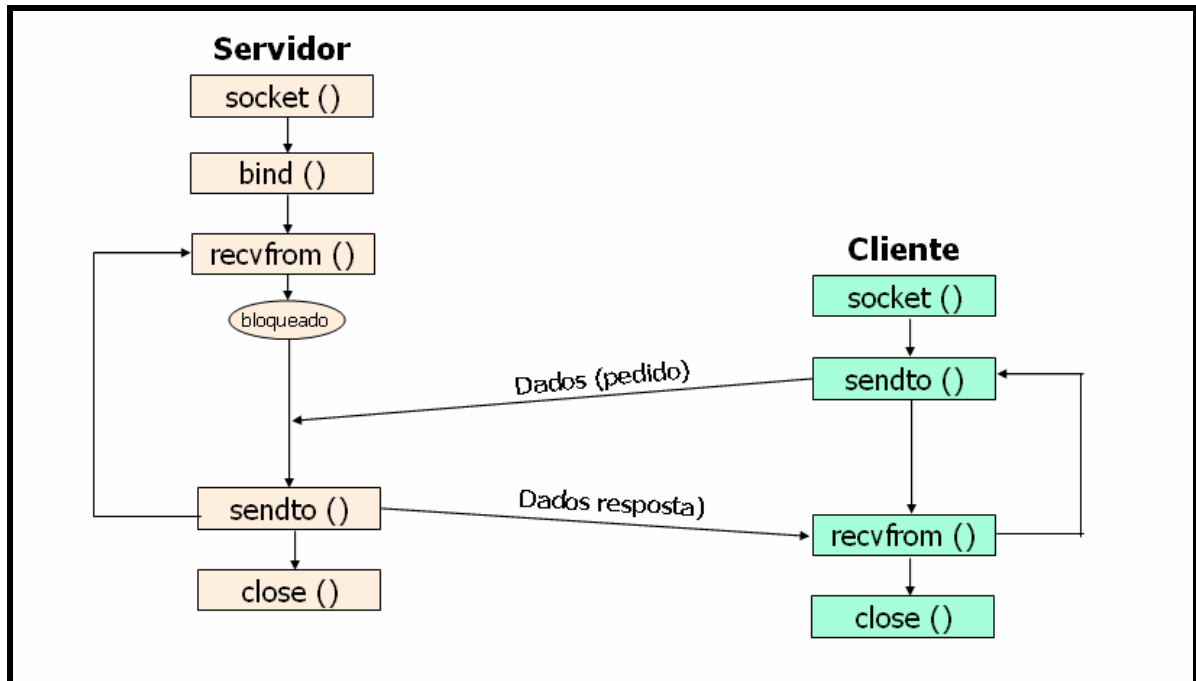 Servidor
socket ()
bind ()
recvfrom ()
bloqueado
Cliente
socket ()
sendto ()
Dados (pedido)
sendto ()
Dados resposta)
recvfrom ()
close ()
close ()